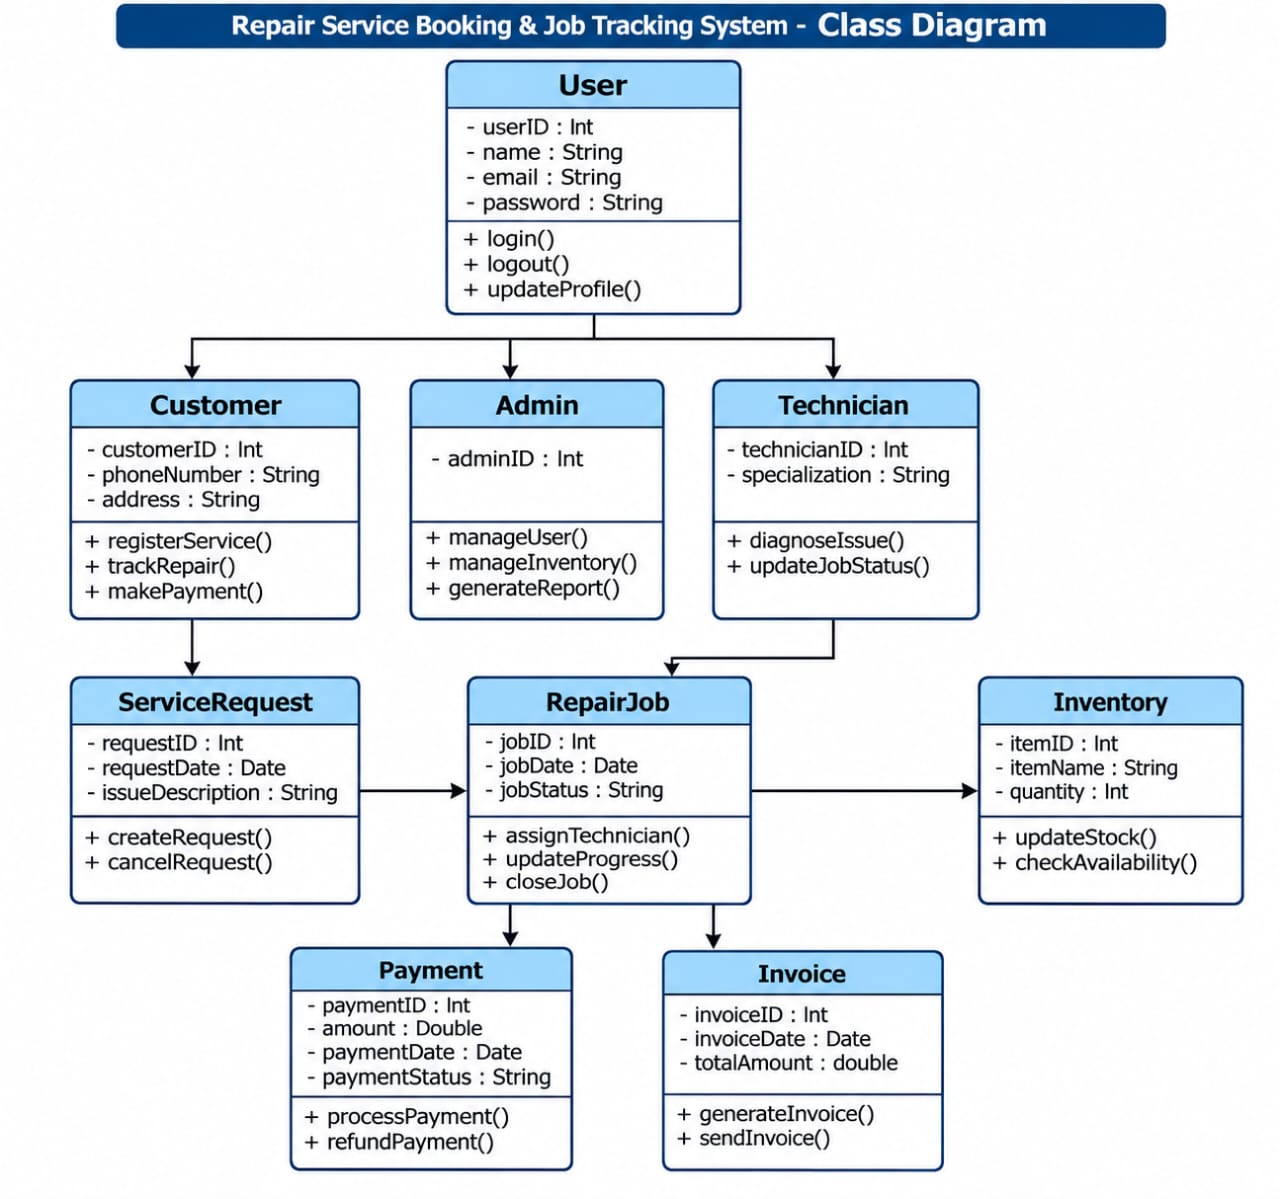 Repair Service Booking & Job Tracking System - Class Diagram
User
- userID : Int
- name : String
- email : String
- password : String
+ login()
+ logout()
+ updateProfile()
Customer
- customerID : Int
- phoneNumber : String
- address : String
+ registerService()
+ trackRepair()
+ makePayment()
Admin
- adminID : Int
+ manageUser()
+ manageInventory()
+ generateReport()
Technician
- technicianID : Int
- specialization : String
+ diagnoseIssue()
+ updateJobStatus()
ServiceRequest
- requestID : Int
- requestDate : Date
- issueDescription : String
+ createRequest()
+ cancelRequest()
RepairJob
- jobID : Int
- jobDate : Date
- jobStatus : String
+ assignTechnician()
+ updateProgress()
+ closeJob()
Inventory
- itemID : Int
- itemName : String
- quantity : Int
+ updateStock()
+ checkAvailability()
Payment
- paymentID : Int
- amount : Double
- paymentDate : Date
- paymentStatus : String
+ processPayment()
+ refundPayment()
Invoice
- invoiceID : Int
- invoiceDate : Date
- totalAmount : double
+ generateInvoice()
+ sendInvoice()